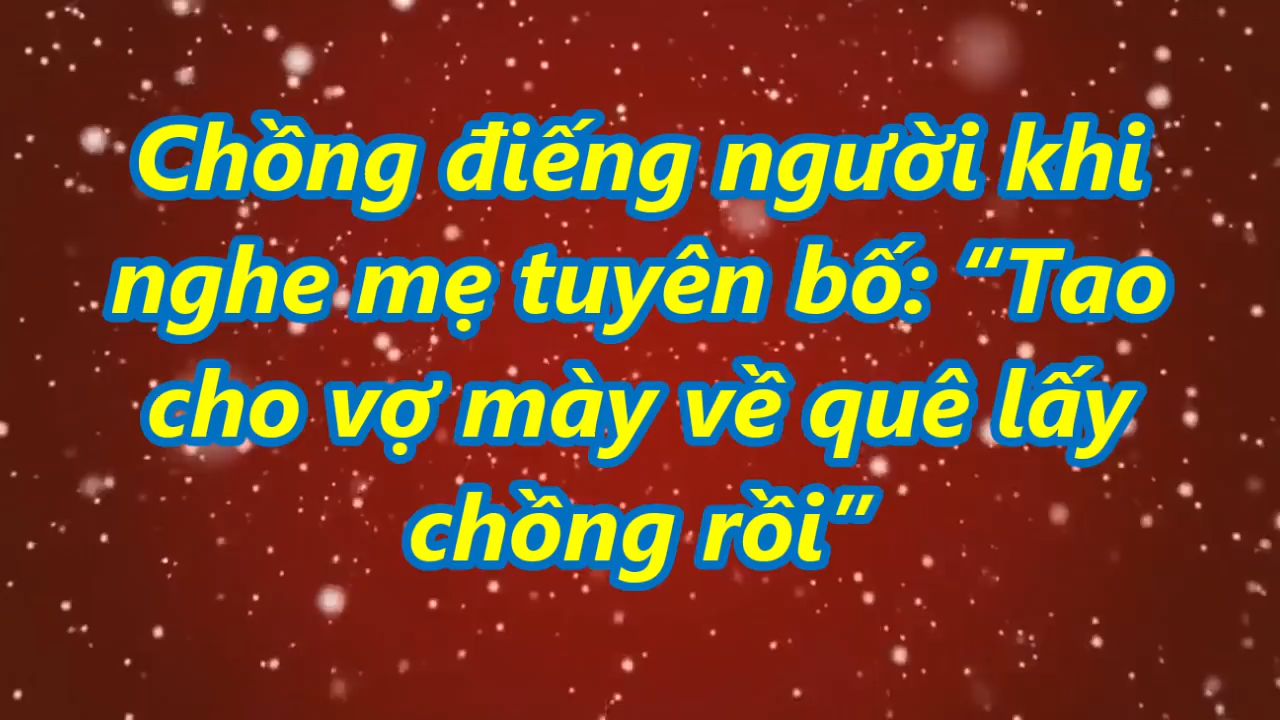 Chồng điếng người khi
nghe mẹ tuyên bố: “Tao
cho vợ mày về quê lấy
chồng rồi”